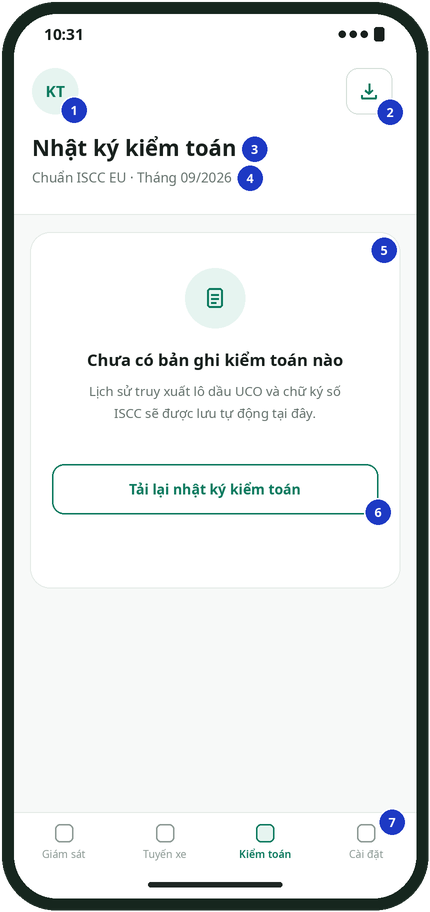 10:31
KT
1
2
Nhật ký kiểm toán 3
Chuẩn ISCC EU · Tháng 09/2026 4
5
Chưa có bản ghi kiểm toán nào
Lịch sử truy xuất lô dầu UCO và chữ ký số
ISCC sẽ được lưu tự động tại đây.
Tải lại nhật ký kiểm toán
6
7
Giám sát Tuyến xe Kiểm toán Cài đặt